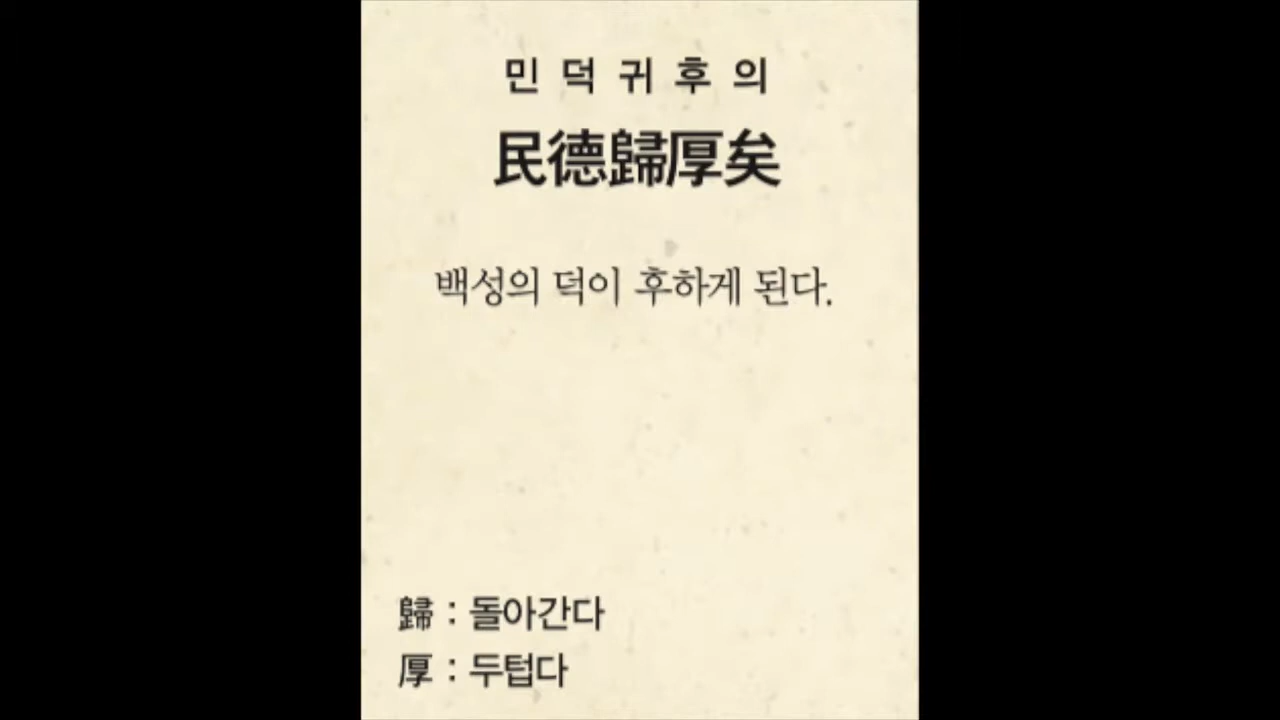 민 덕 귀 후 의
民德歸厚矣
백성의 덕이 후하게 된다.
歸 : 돌아간다
厚 : 두텁다